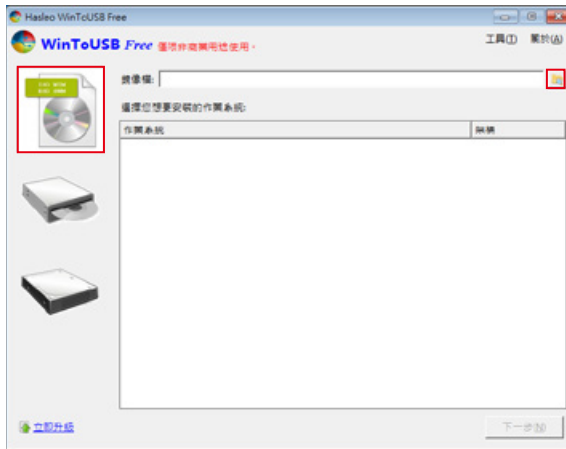 Hasleo WinToUSB Free
WinToUSB Free 僅限非商業用途使用。
工具(T) 關於(A)
鏡像檔:
選擇您想要安裝的作業系統:
作業系統 架構
立即升級
下一步(N)